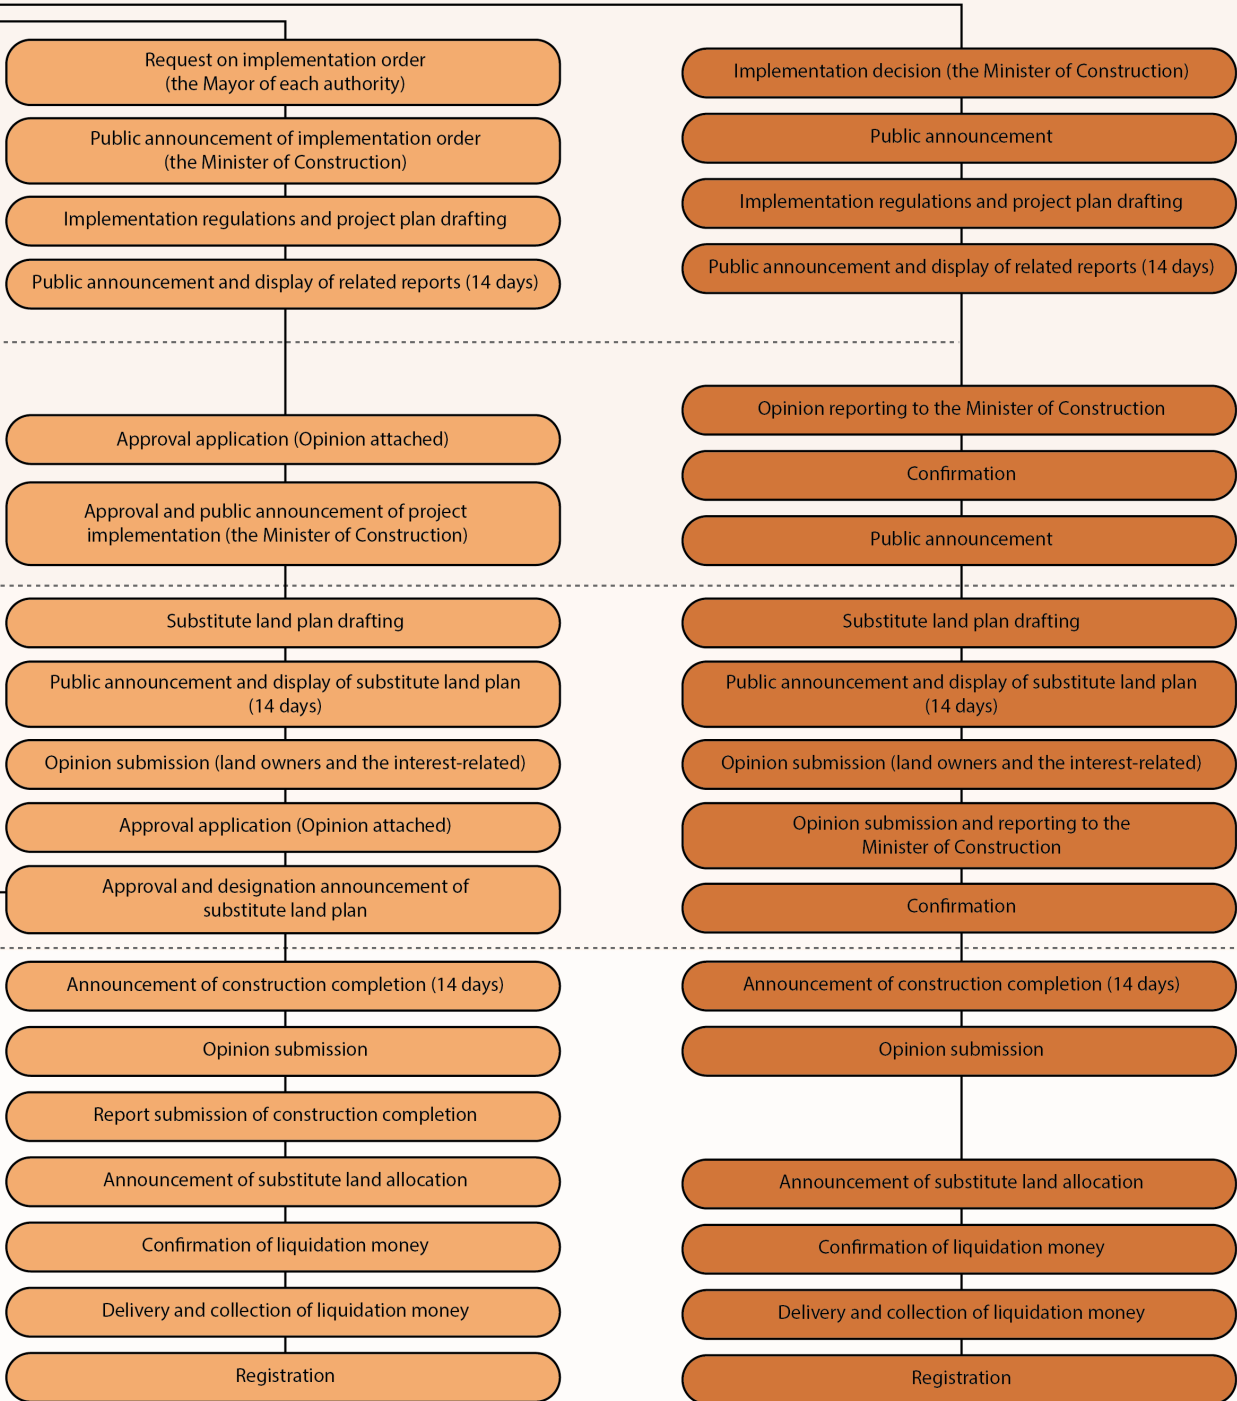 Request on implementation order
(the Mayor of each authority)
Public announcement of implementation order
(the Minister of Construction)
Implementation regulations and project plan drafting
Public announcement and display of related reports (14 days)
Approval application (Opinion attached)
Approval and public announcement of project
implementation (the Minister of Construction)
Substitute land plan drafting
Public announcement and display of substitute land plan
(14 days)
Opinion submission (land owners and the interest-related)
Approval application (Opinion attached)
Approval and designation announcement of
substitute land plan
Announcement of construction completion (14 days)
Opinion submission
Report submission of construction completion
Announcement of substitute land allocation
Confirmation of liquidation money
Delivery and collection of liquidation money
Registration
Implementation decision (the Minister of Construction)
Public announcement
Implementation regulations and project plan drafting
Public announcement and display of related reports (14 days)
Opinion reporting to the Minister of Construction
Confirmation
Public announcement
Substitute land plan drafting
Public announcement and display of substitute land plan
(14 days)
Opinion submission (land owners and the interest-related)
Opinion submission and reporting to the
Minister of Construction
Confirmation
Announcement of construction completion (14 days)
Opinion submission
Announcement of substitute land allocation
Confirmation of liquidation money
Delivery and collection of liquidation money
Registration